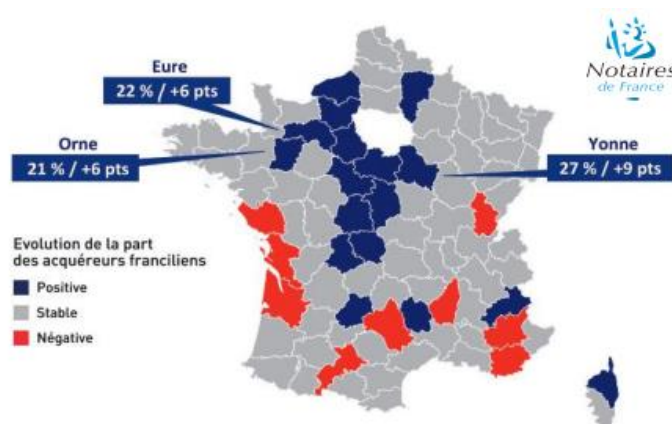 Notaires
de France
Eure
22 % / +6 pts
Orne
21 % / +6 pts
Yonne
27 % / +9 pts
Evolution de la part
des acquéreurs franciliens
Positive
Stable
Négative